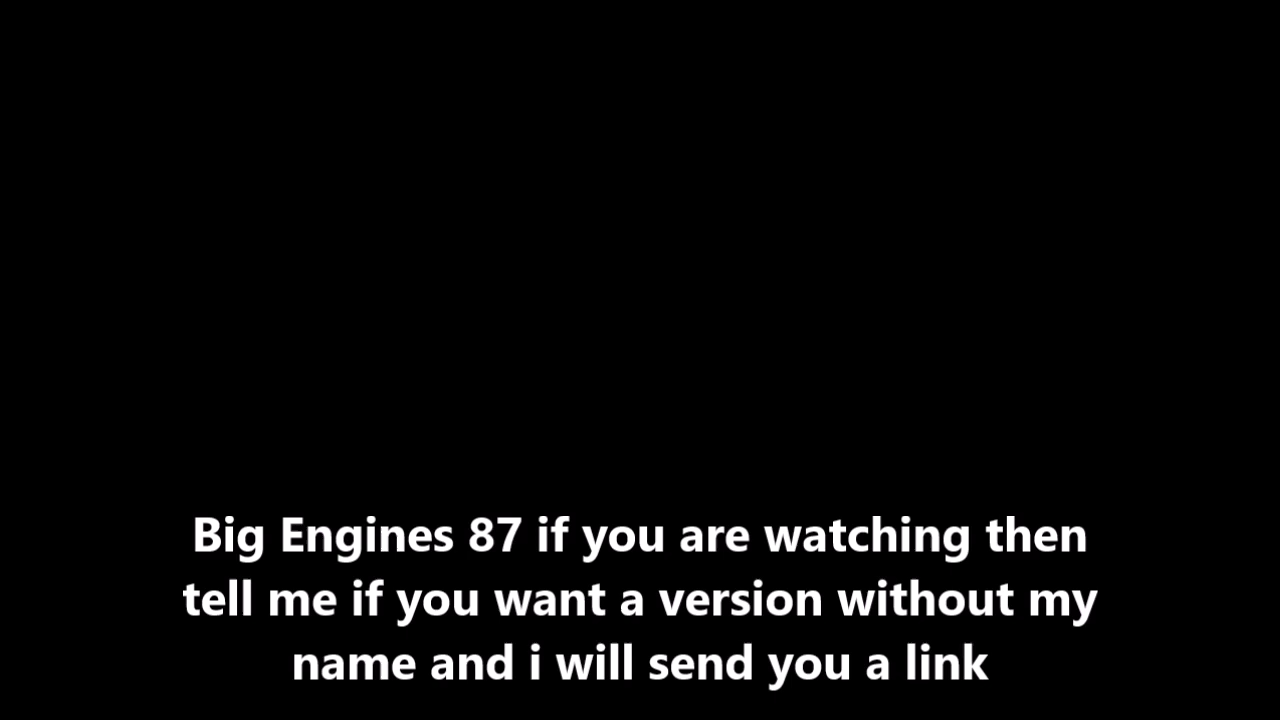 Big Engines 87 if you are watching then
tell me if you want a version without my
name and i will send you a link